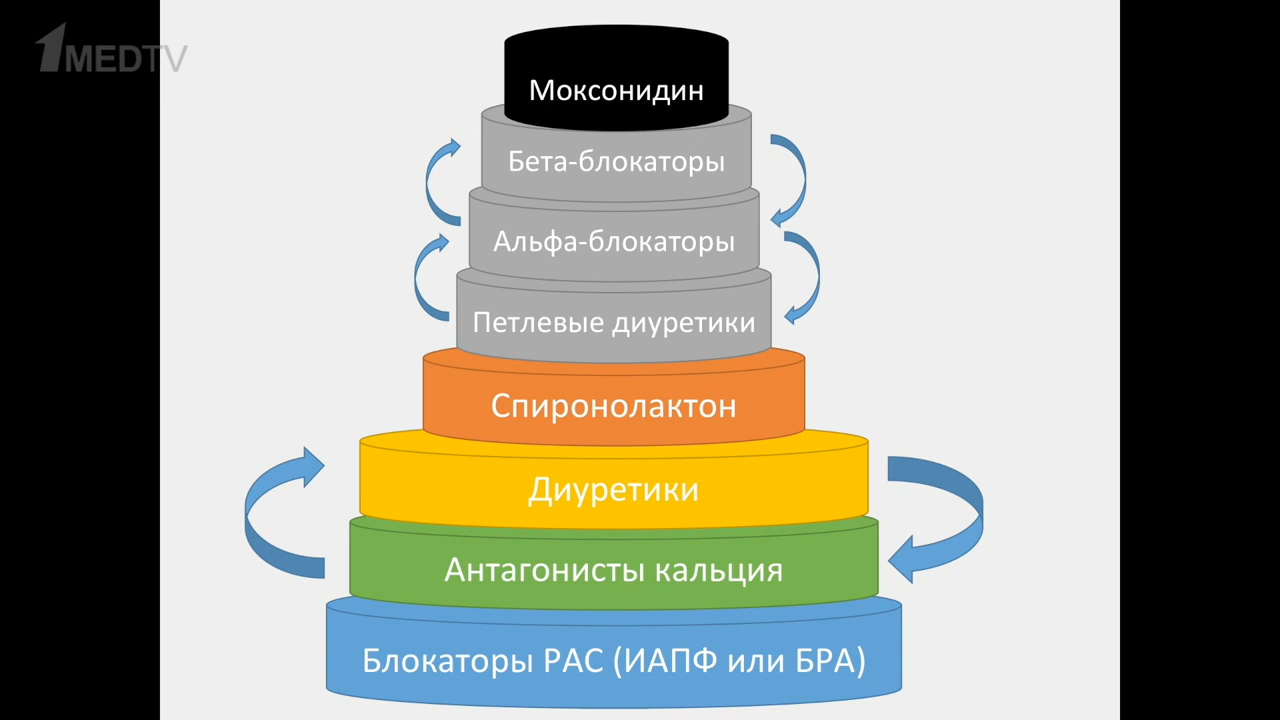 1MEDTV
Моксонидин
Бета-блокаторы
Альфа-блокаторы
Петлевые диуретики
Спиронолактон
Диуретики
Антагонисты кальция
Блокаторы РАС (ИАПФ или БРА)